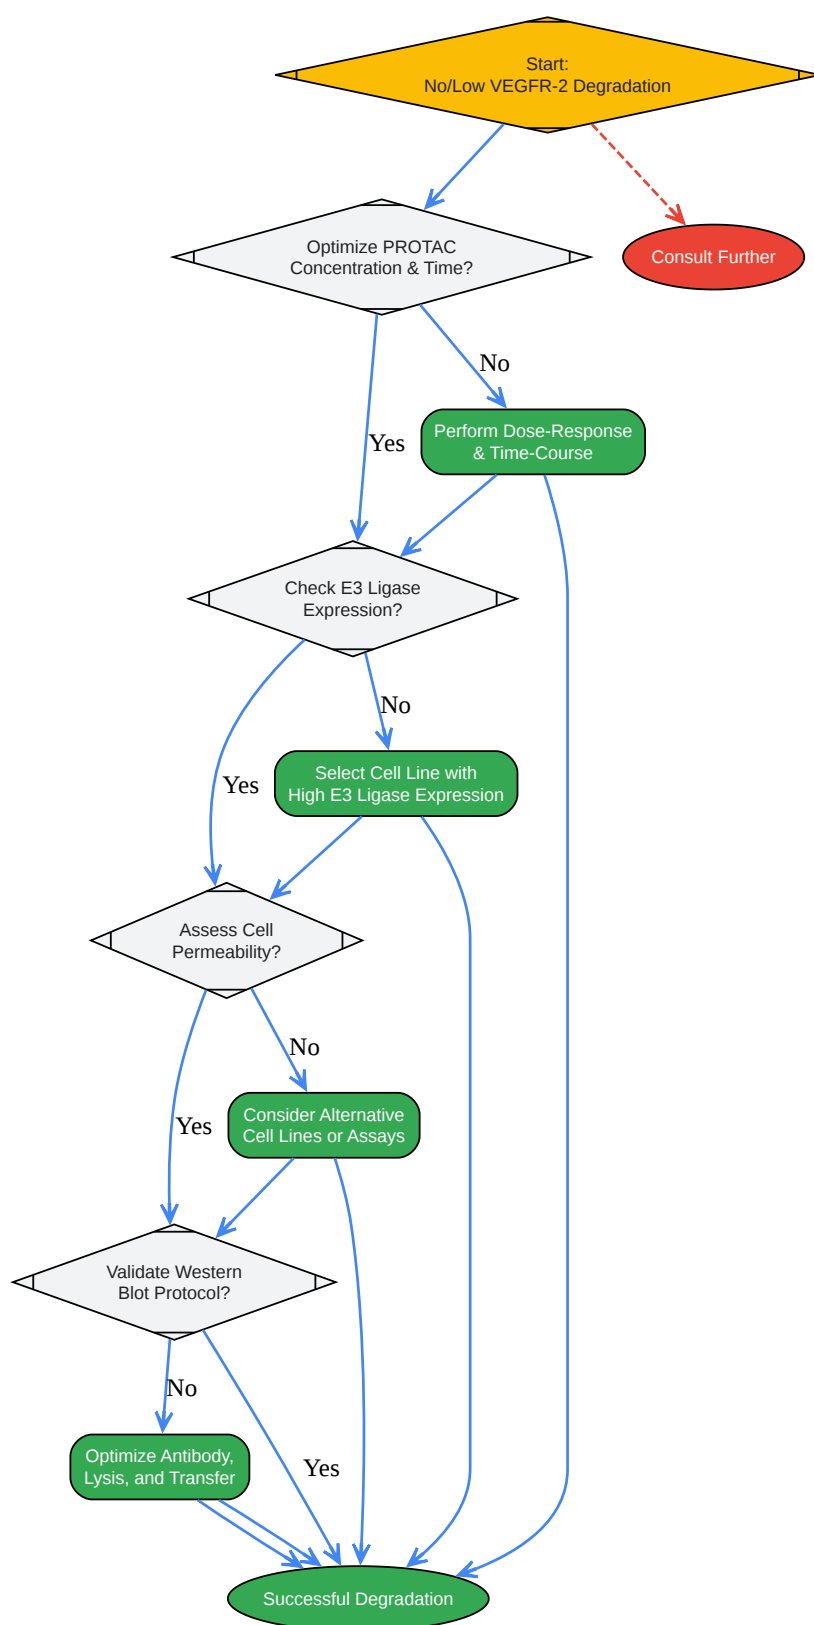 Start:
No/Low VEGFR-2 Degradation
Optimize PROTAC
Concentration & Time?
Consult Further
No
Yes
Perform Dose-Response
& Time-Course
Check E3 Ligase
Expression?
No
Yes
Select Cell Line with
High E3 Ligase Expression
Assess Cell
Permeability?
No
Yes
Consider Alternative
Cell Lines or Assays
Validate Western
Blot Protocol?
No
Yes
Optimize Antibody,
Lysis, and Transfer
Successful Degradation